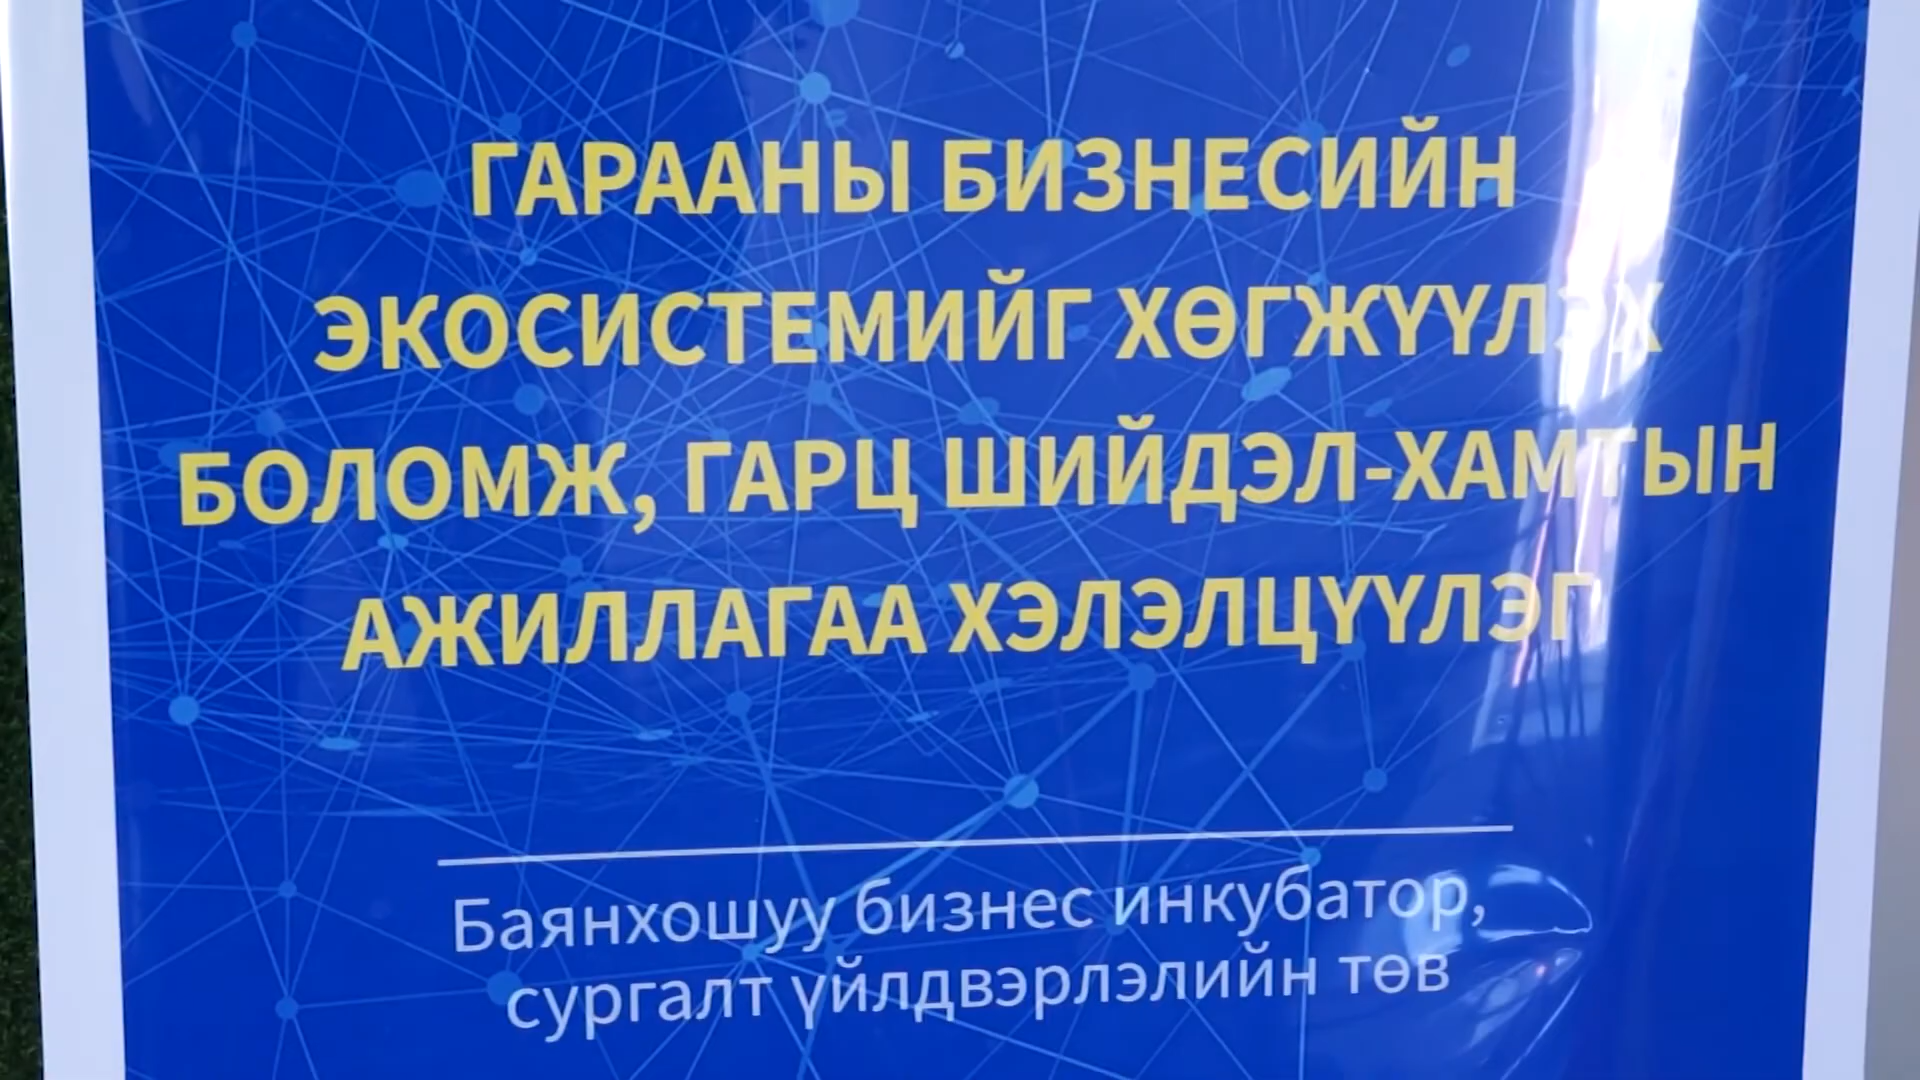 ГАРААНЫ БИЗНЕСИЙН
ЭКОСИСТЕМИЙГ ХӨГЖҮҮЛЭХ
БОЛОМЖ, ГАРЦ ШИЙДЭЛ-ХАМТЫН
АЖИЛЛАГАА ХЭЛЭЛЦҮҮЛЭГ
Баянхошуу бизнес инкубатор,
сургалт үйлдвэрлэлийн төв